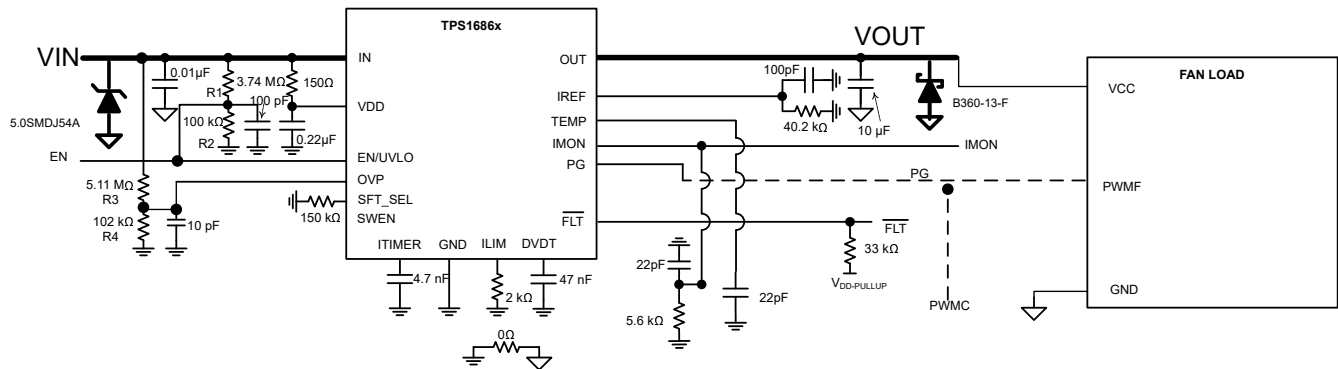 TPS1686x
VIN
VOUT
IN
OUT
FAN LOAD
VCC
0.01µF
3.74 MΩ
R1
150Ω
100pF
100 pF
IREF
VDD
B360-13-F
5.0SMDJ54A
100 kΩ
R2
0.22µF
TEMP
40.2 kΩ
10 µF
IMON
IMON
EN
EN/UVLO
PG
PG
PWMF
OVP
5.11 MΩ
R3
SFT_SEL
150 kΩ
SWEN
102 kΩ
R4
10 pF
FLT
FLT
33 kΩ
ITIMER
GND
ILIM
DVDT
4.7 nF
2 kΩ
47 nF
22pF
22pF
VDD-PULLUP
PWMC
GND
5.6 kΩ
0Ω